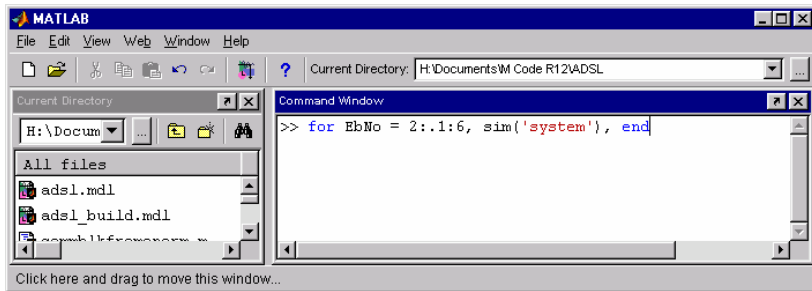 MATLAB
File Edit View Web Window Help
? Current Directory: H:\Documents\M Code R12\ADSL ...
Current Directory
H:\Docum ...
All files
adsl.mdl
adsl_build.mdl
Command Window
>> for EbNo = 2:.1:6, sim('system'), end
Click here and drag to move this window...